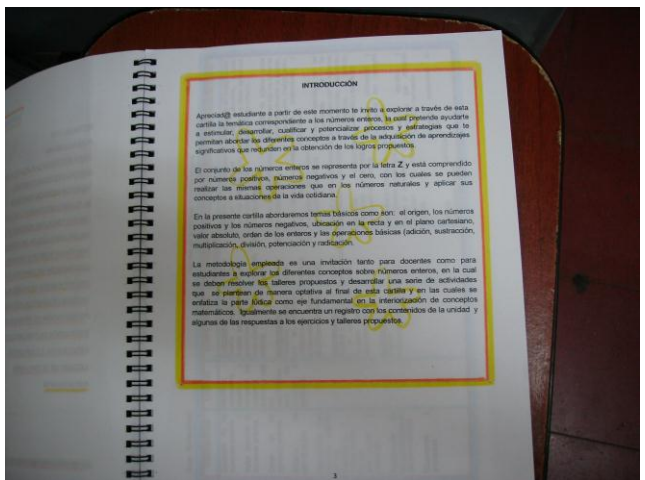 INTRODUCCIÓN
Apreciad@ estudiante a partir de este momento te invito a explorar a través de esta
cartilla la temática correspondiente a los números enteros, la cual pretende ayudarte
a estimular, desarrollar, cualificar y potencializar procesos y estrategias que te
permitan abordar los diferentes conceptos a través de la adquisición de aprendizajes
significativos que redunden en la obtención de los logros propuestos.
El conjunto de los números enteros se representa por la letra Z y está comprendido
por números positivos, números negativos y el cero, con los cuales se pueden
realizar las mismas operaciones que en los números naturales y aplicar sus
conceptos a situaciones de la vida cotidiana.
En la presente cartilla abordaremos temas básicos como son: el origen, los números
positivos y los números negativos, ubicación en la recta y en el plano cartesiano,
valor absoluto, orden de los enteros y las operaciones básicas (adición, sustracción,
multiplicación, división, potenciación y radicación.
La metodología empleada es una invitación tanto para docentes como para
estudiantes a explorar los diferentes conceptos sobre números enteros, en la cual
se deben resolver los talleres propuestos y desarrollar una serie de actividades
que se plantean de manera optativa al final de esta cartilla y en las cuales se
enfatiza la parte lúdica como eje fundamental en la interiorización de conceptos
matemáticos. Igualmente se encuentra un registro con los contenidos de la unidad y
algunas de las respuestas a los ejercicios y talleres propuestos.
3